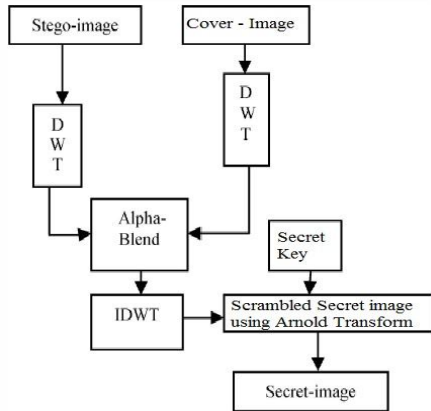 Stego-image
Cover - Image
D
W
T
D
W
T
Alpha-
Blend
Secret
Key
IDWT
Scrambled Secret image
using Arnold Transform
Secret-image